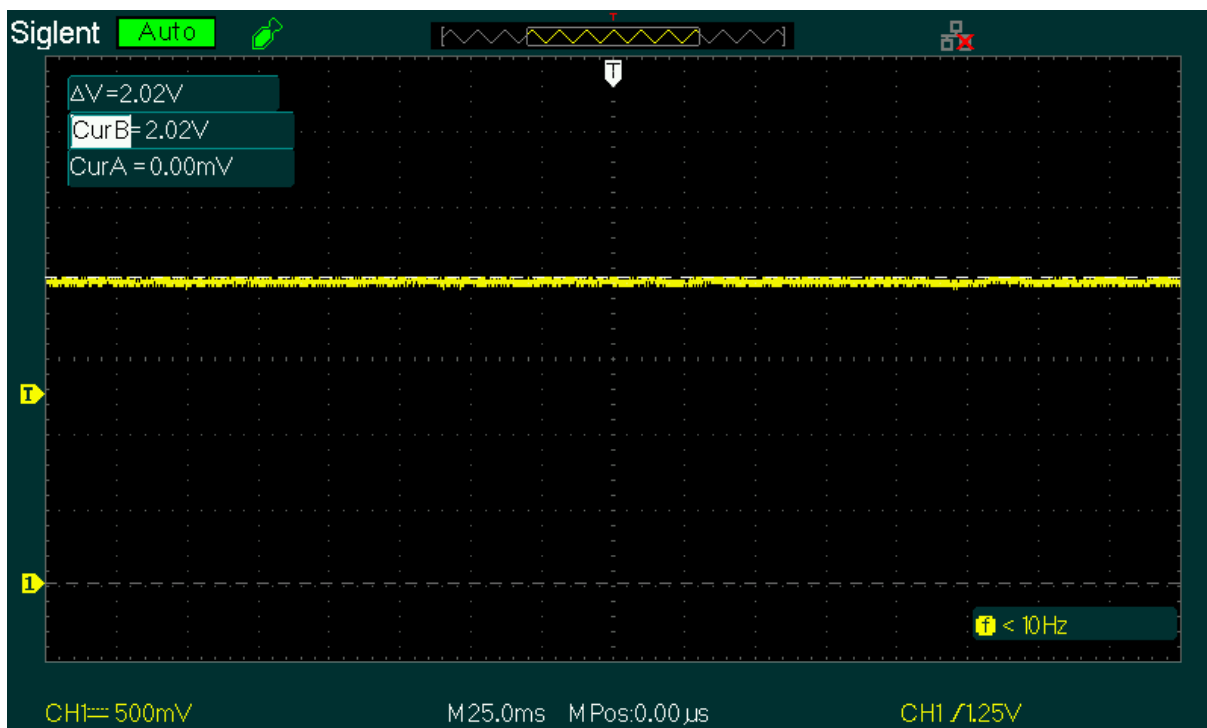 Siglent Auto
T
T
ΔV=2.02V
CurB=2.02V
CurA=0.00mV
T
1
f < 10Hz
CH1 500mV M 25.0ms M Pos:0.00μs CH1 1.25V